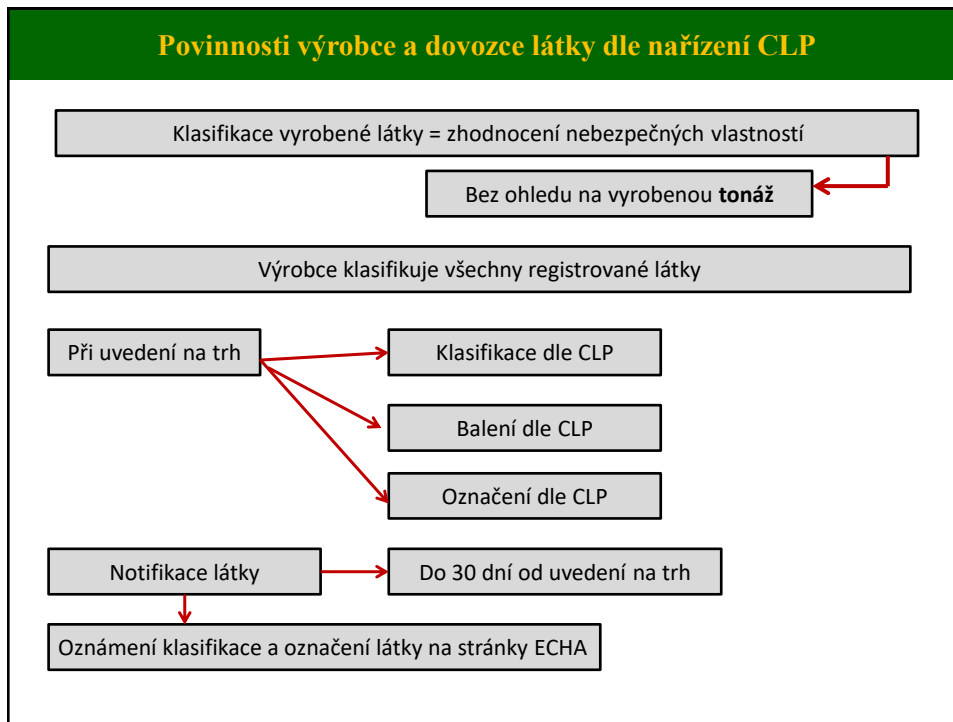 Povinnosti výrobce a dovozce látky dle nařízení CLP
Klasifikace vyrobené látky = zhodnocení nebezpečných vlastností
Bez ohledu na vyrobenou tonáž
Výrobce klasifikuje všechny registrované látky
Při uvedení na trh
Klasifikace dle CLP
Balení dle CLP
Označení dle CLP
Notifikace látky
Do 30 dní od uvedení na trh
Oznámení klasifikace a označení látky na stránky ECHA